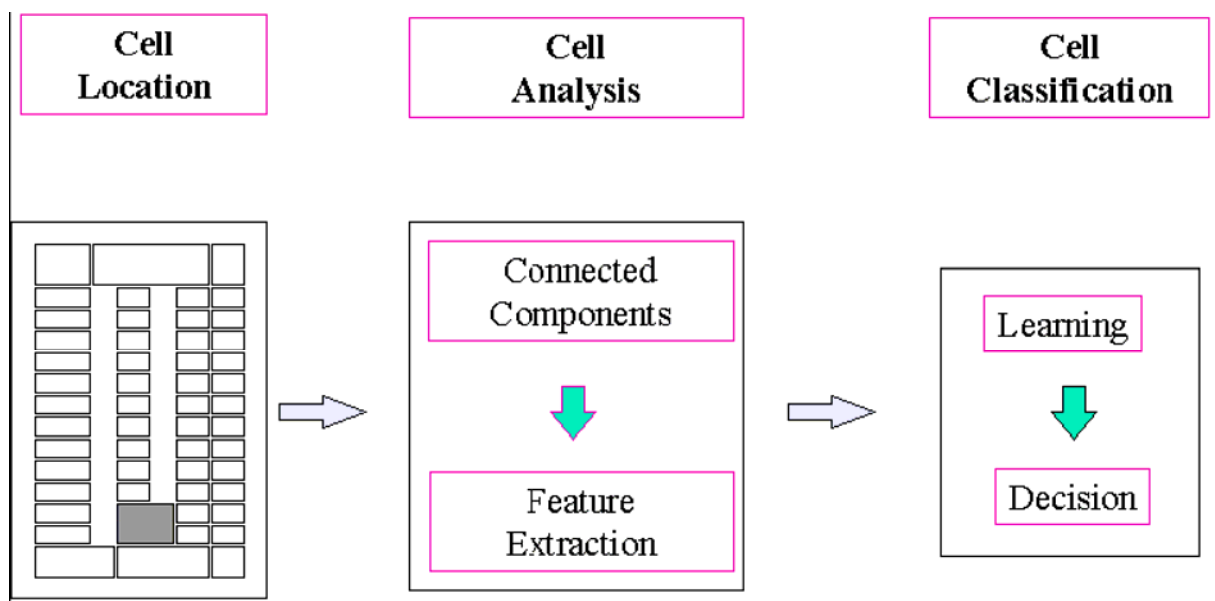 Cell
Location
Cell
Analysis
Cell
Classification
Connected
Components
Feature
Extraction
Learning
Decision